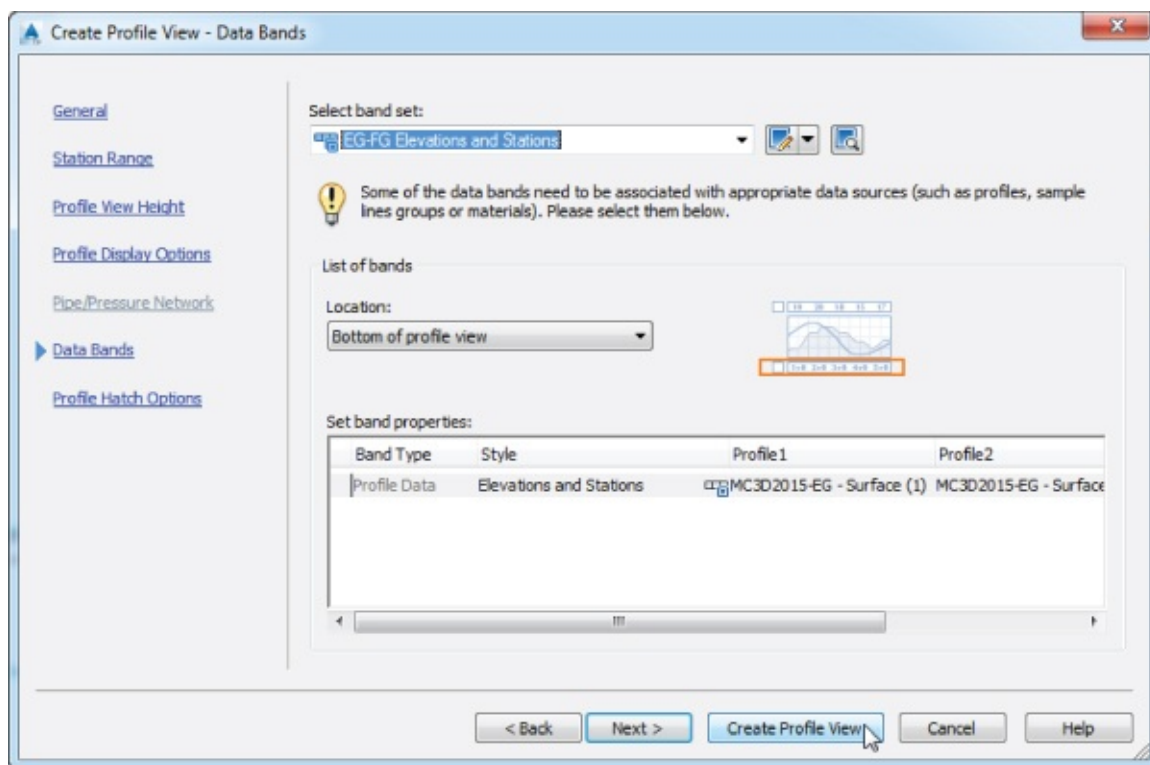 Create Profile View - Data Bands
General
Station Range
Profile View Height
Profile Display Options
Pipe/Pressure Network
Data Bands
Profile Hatch Options
Select band set:
EG-FG Elevations and Stations
Some of the data bands need to be associated with appropriate data sources (such as profiles, sample
lines groups or materials). Please select them below.
List of bands
Location:
Bottom of profile view
Set band properties:
Band Type Style Profile1 Profile2
Profile Data Elevations and Stations MC3D2015-EG - Surface (1) MC3D2015-EG - Surface
< Back Next > Create Profile View Cancel Help